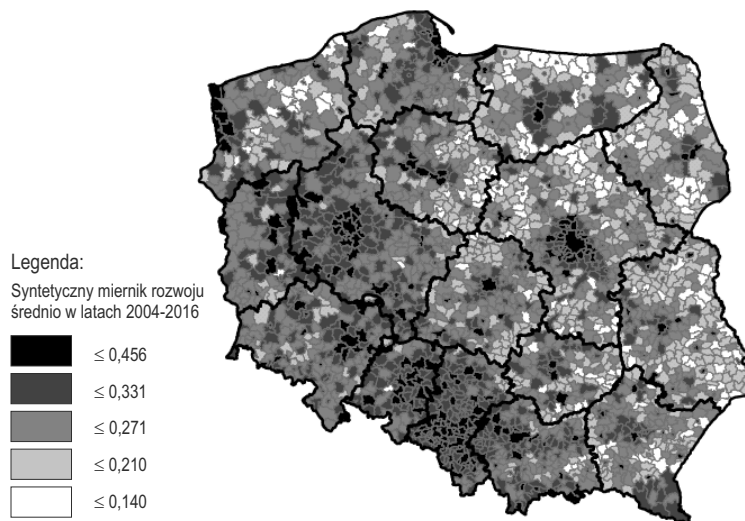 Legenda:
Syntetyczny miernik rozwoju
średnio w latach 2004-2016
≤ 0,456
≤ 0,331
≤ 0,271
≤ 0,210
≤ 0,140